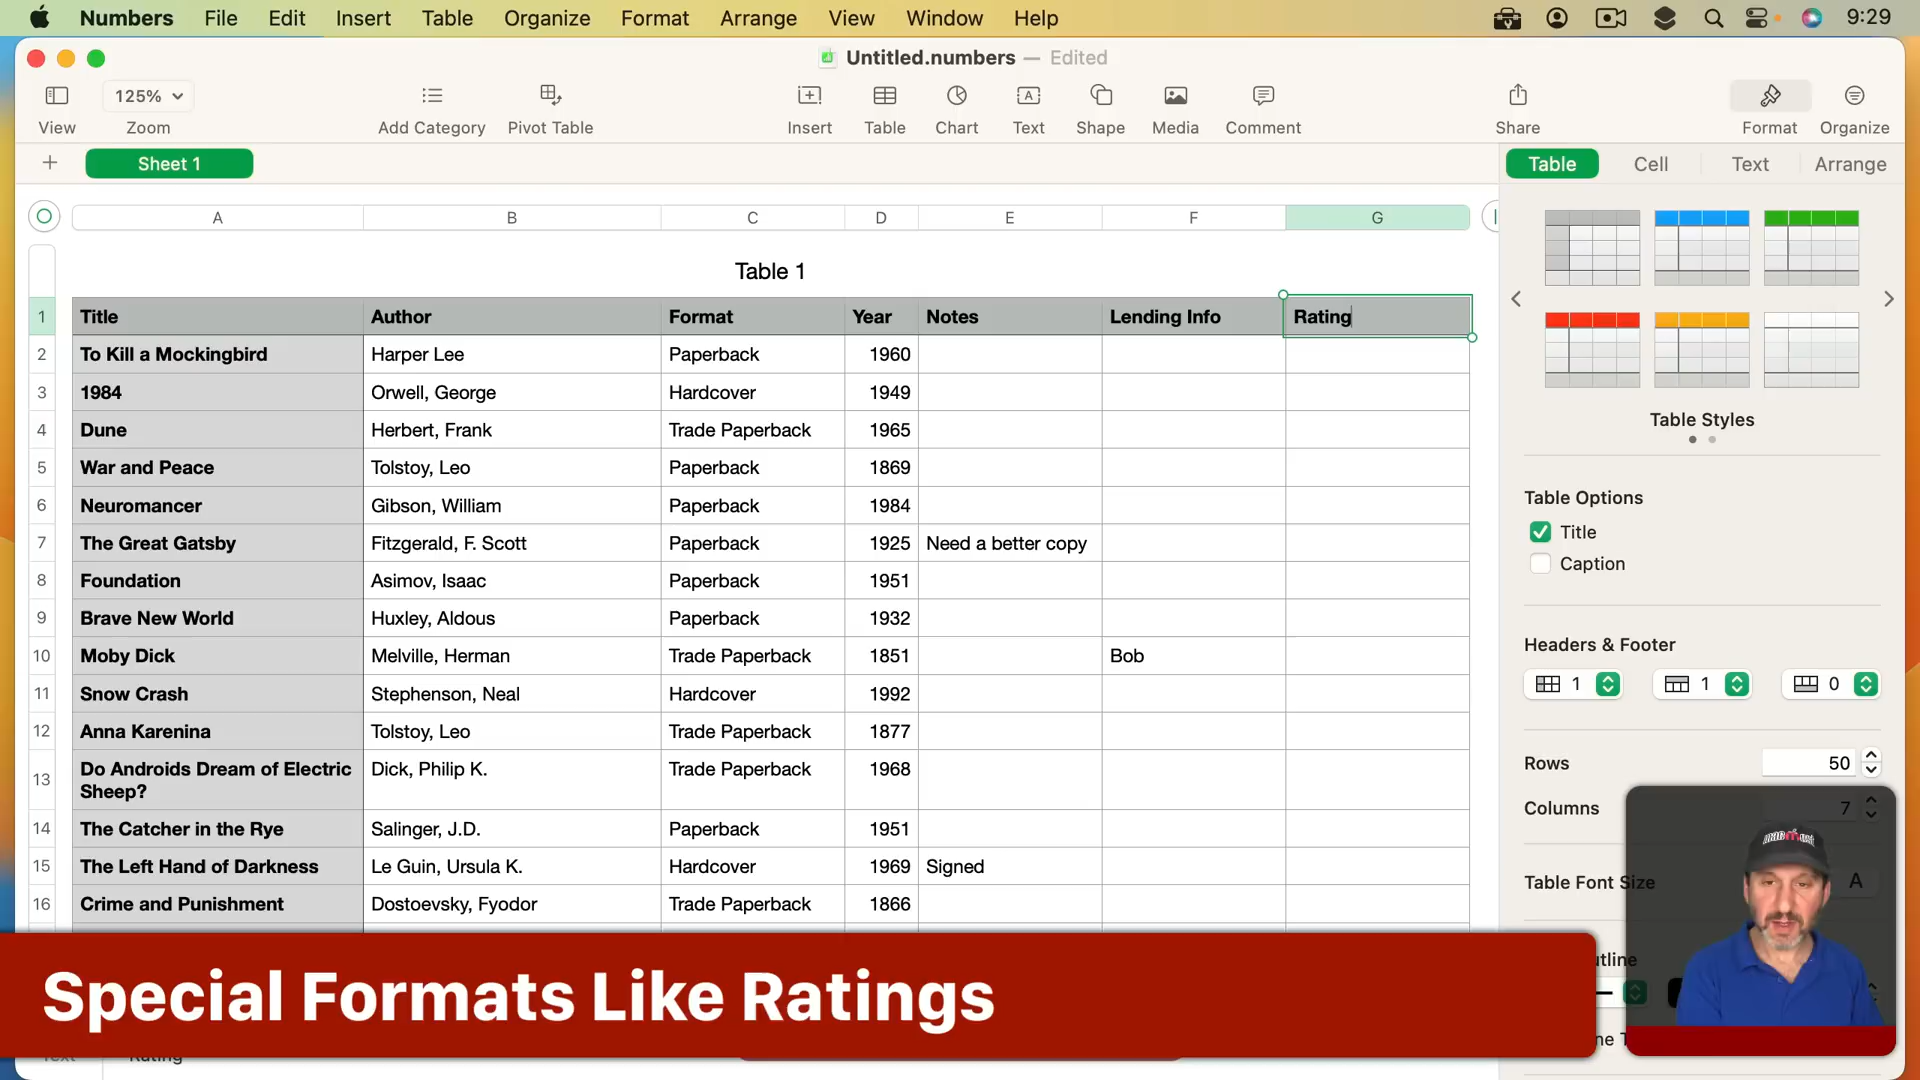 Numbers File Edit Insert Table Organize Format Arrange View Window Help 9:29
Untitled.numbers — Edited
125%
View Zoom Add Category Pivot Table Insert Table Chart Text Shape Media Comment Share Format Organize
Sheet 1
Table Cell Text Arrange
A B C D E F G
Table 1
1 Title Author Format Year Notes Lending Info Rating
2 To Kill a Mockingbird Harper Lee Paperback 1960
3 1984 Orwell, George Hardcover 1949
4 Dune Herbert, Frank Trade Paperback 1965
5 War and Peace Tolstoy, Leo Paperback 1869
6 Neuromancer Gibson, William Paperback 1984
7 The Great Gatsby Fitzgerald, F. Scott Paperback 1925 Need a better copy
8 Foundation Asimov, Isaac Paperback 1951
9 Brave New World Huxley, Aldous Paperback 1932
10 Moby Dick Melville, Herman Trade Paperback 1851 Bob
11 Snow Crash Stephenson, Neal Hardcover 1992
12 Anna Karenina Tolstoy, Leo Trade Paperback 1877
13 Do Androids Dream of Electric Sheep? Dick, Philip K. Trade Paperback 1968
14 The Catcher in the Rye Salinger, J.D. Paperback 1951
15 The Left Hand of Darkness Le Guin, Ursula K. Hardcover 1969 Signed
16 Crime and Punishment Dostoevsky, Fyodor Trade Paperback 1866
Table Styles
Table Options
Title
Caption
Headers & Footer
1 1 0
Rows 50
Columns 7
Table Font Size A
Special Formats Like Ratings